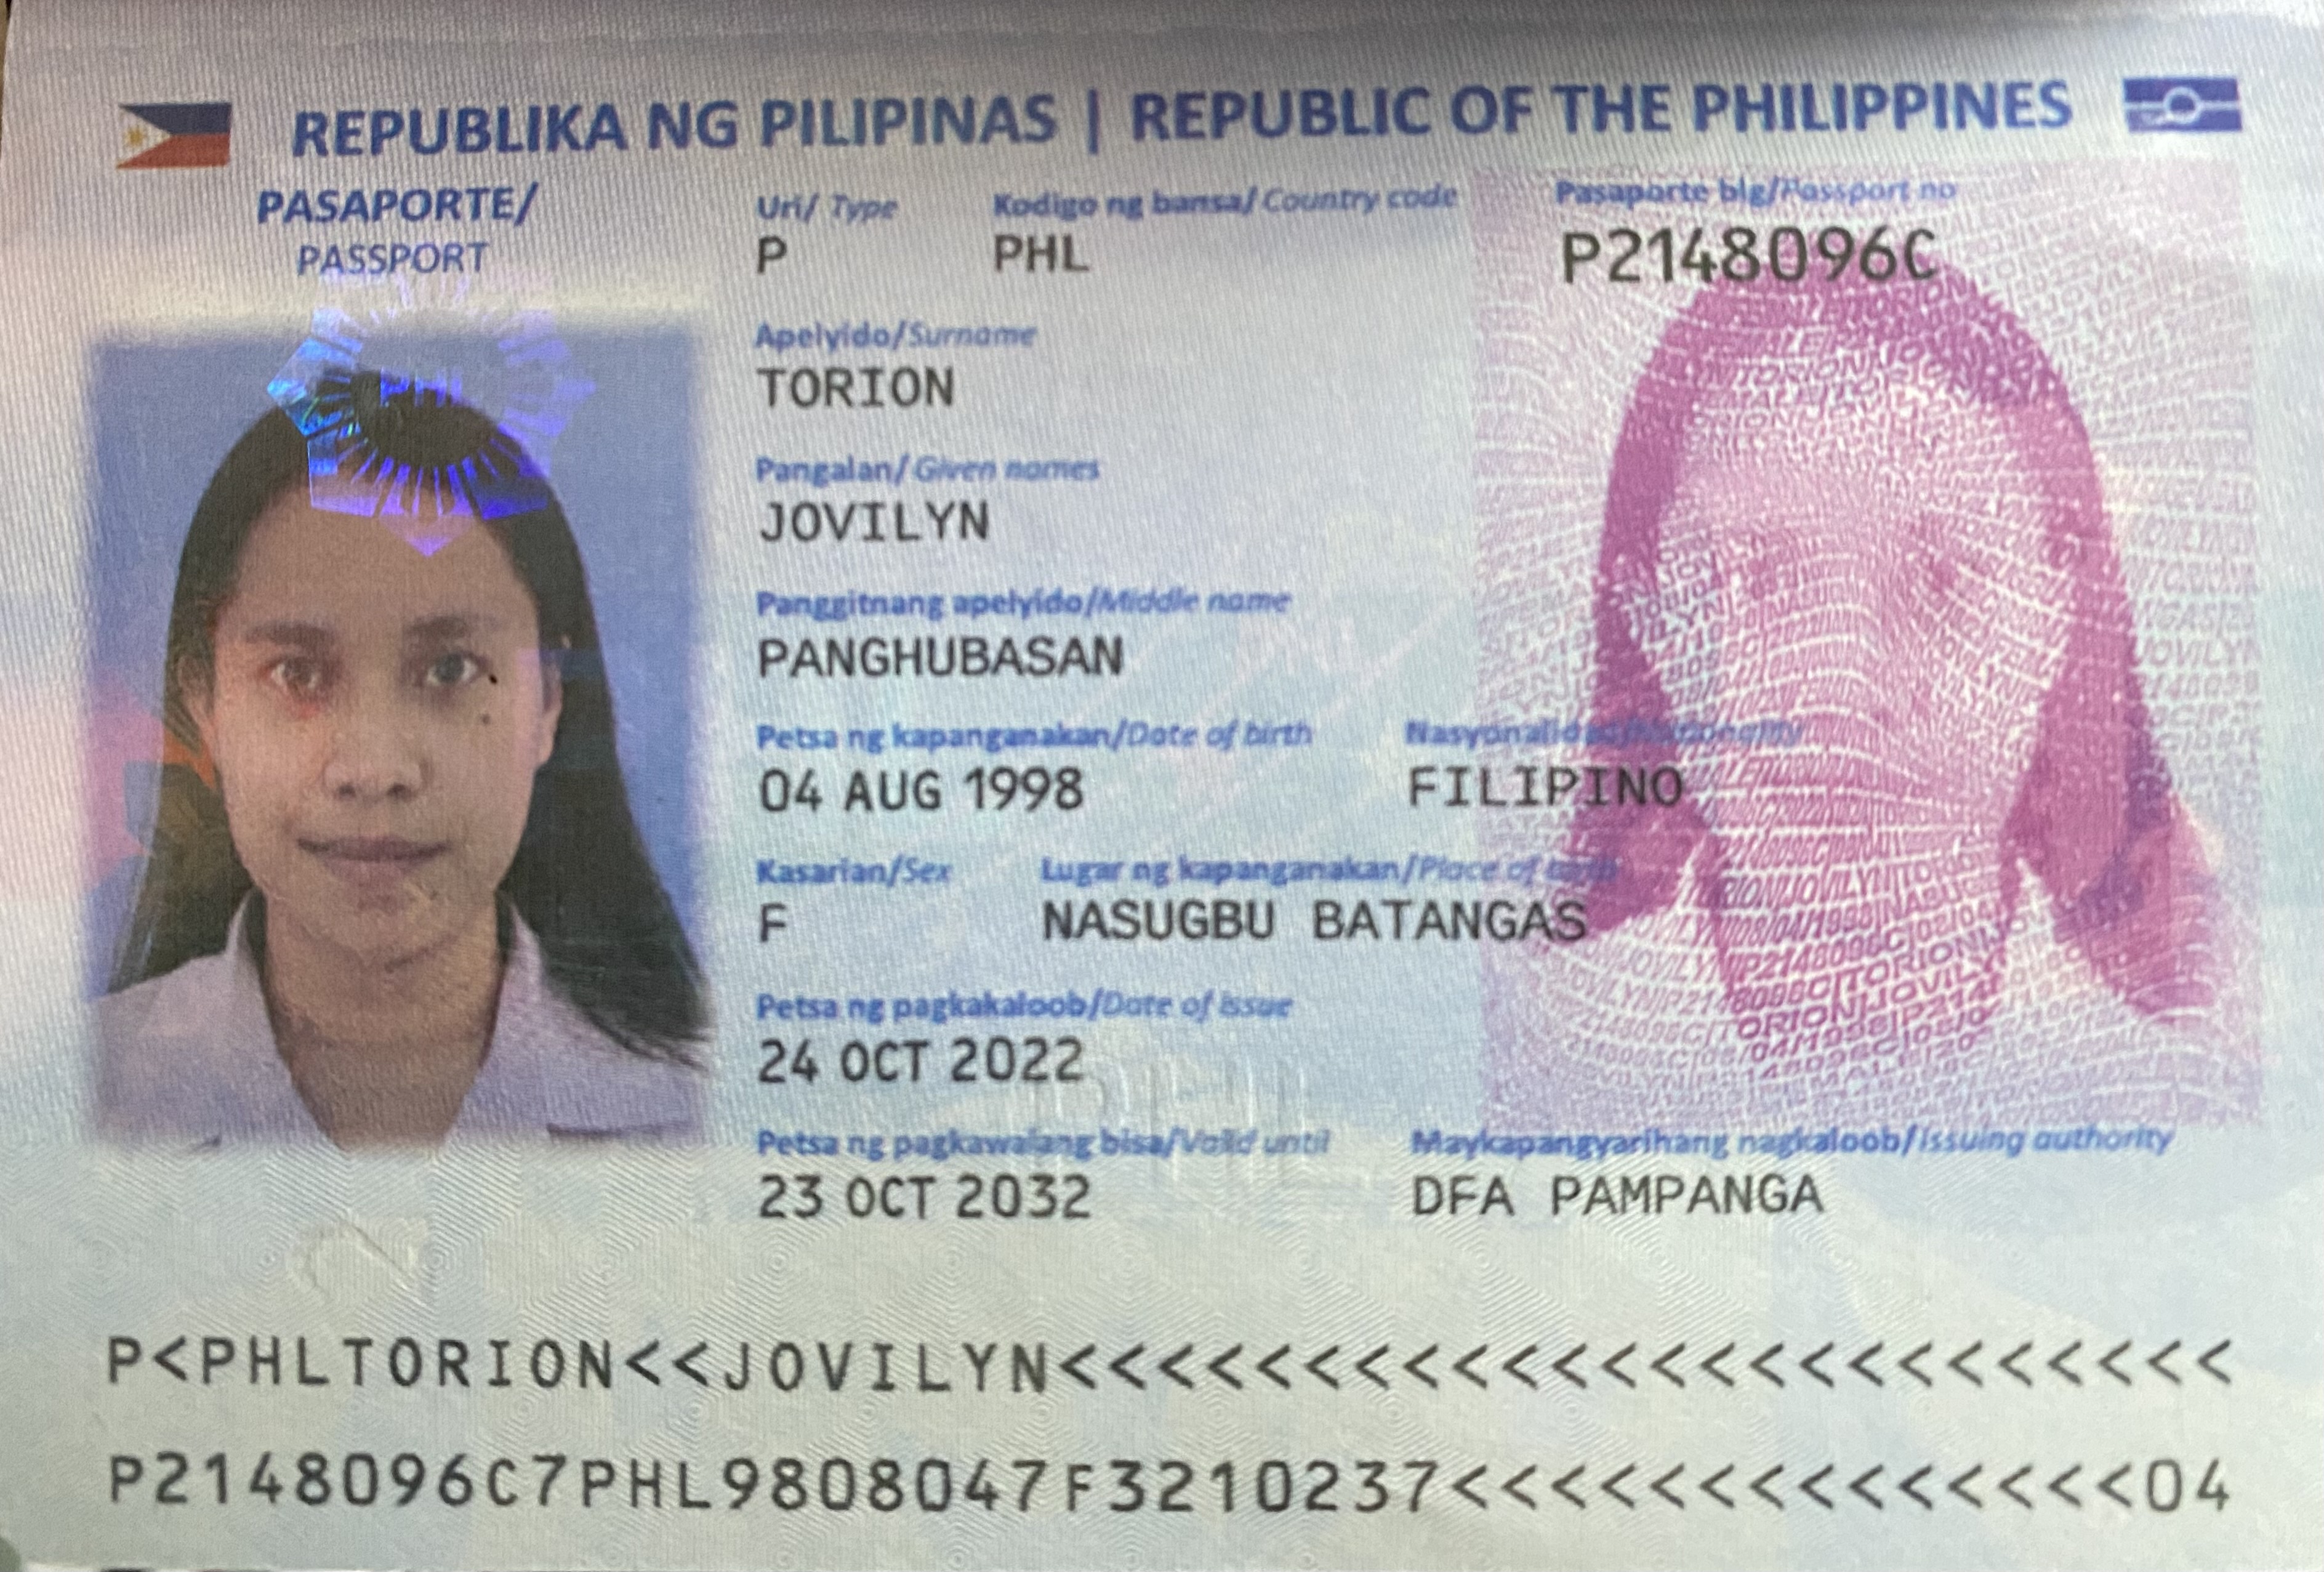 REPUBLIKA NG PILIPINAS | REPUBLIC OF THE PHILIPPINES
PASAPORTE/
PASSPORT
Uri/ Type
P
Kodigo ng bansa/ Country code
PHL
Pasaporte blg/Passport no
P2148096C
Apelyido/Surname
TORION
Pangalan/ Given names
JOVILYN
Panggitnang apelyido/Middle name
PANGHUBASAN
Petsa ng kapanganakan/Date of birth
04 AUG 1998
Nasyonalidad/Nationality
FILIPINO
Kasarian/Sex
F
Lugar ng kapanganakan/Place of birth
NASUGBU BATANGAS
Petsa ng pagkakaloob/Date of issue
24 OCT 2022
Petsa ng pagkawalang bisa/Valid until
23 OCT 2032
Maykapangyarihang nagkaloob/Issuing authority
DFA PAMPANGA
P<PHLTORION<<JOVILYN<<<<<<<<<<<<<<<<<<<<<<<<
P2148096C7PHL9808047F3210237<<<<<<<<<<<<<<04